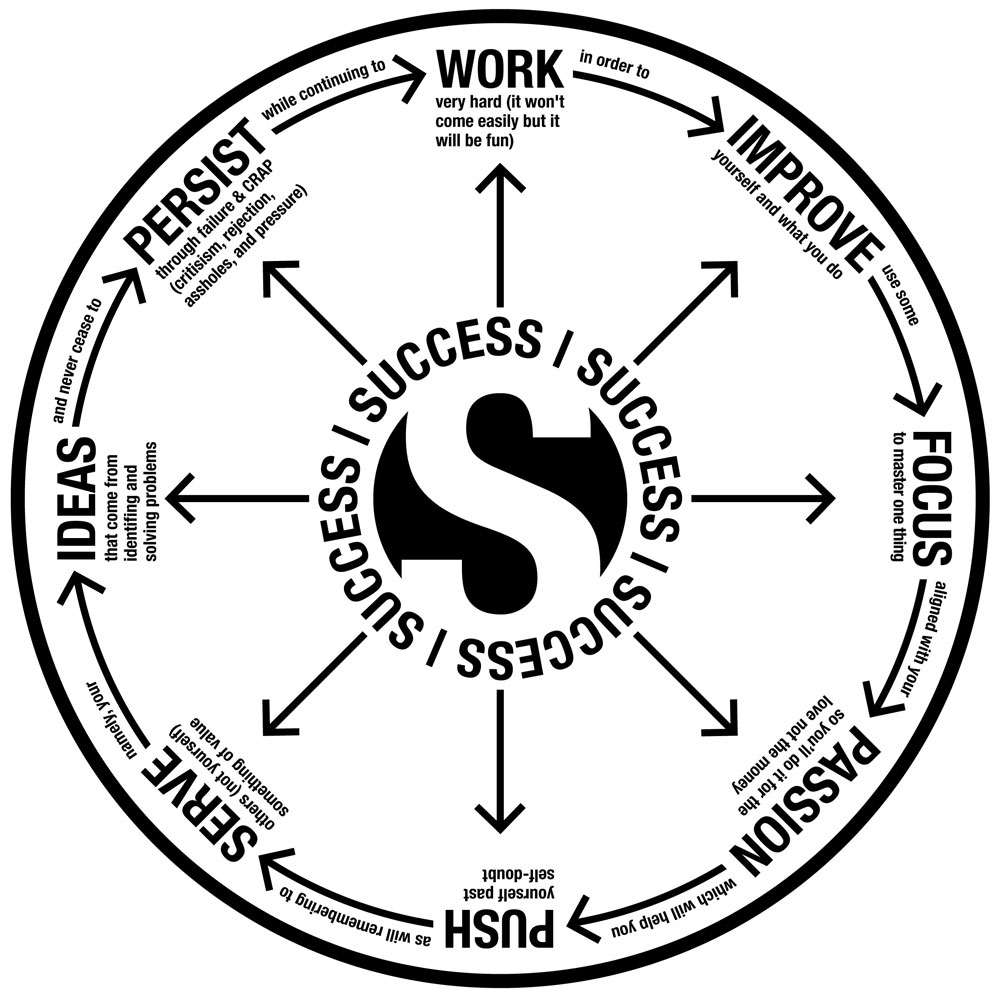 WORK
very hard (it won't
come easily but it
will be fun)
in order to
IMPROVE
yourself and what you do
use some
FOCUS
to master one thing
aligned with your
PASSION
so you'll do it for the
love not the money
which will help you
PUSH
yourself past
self-doubt
as will remembering to
SERVE
others (not yourself)
something of value
namely, your
IDEAS
that come from
identifing and
solving problems
and never cease to
PERSIST
through failure & CRAP
(critisism, rejection,
assholes, and pressure)
while continuing to
SUCCESS / SUCCESS / SUCCESS / SUCCESS / SUCCESS / SUCCESS /
S